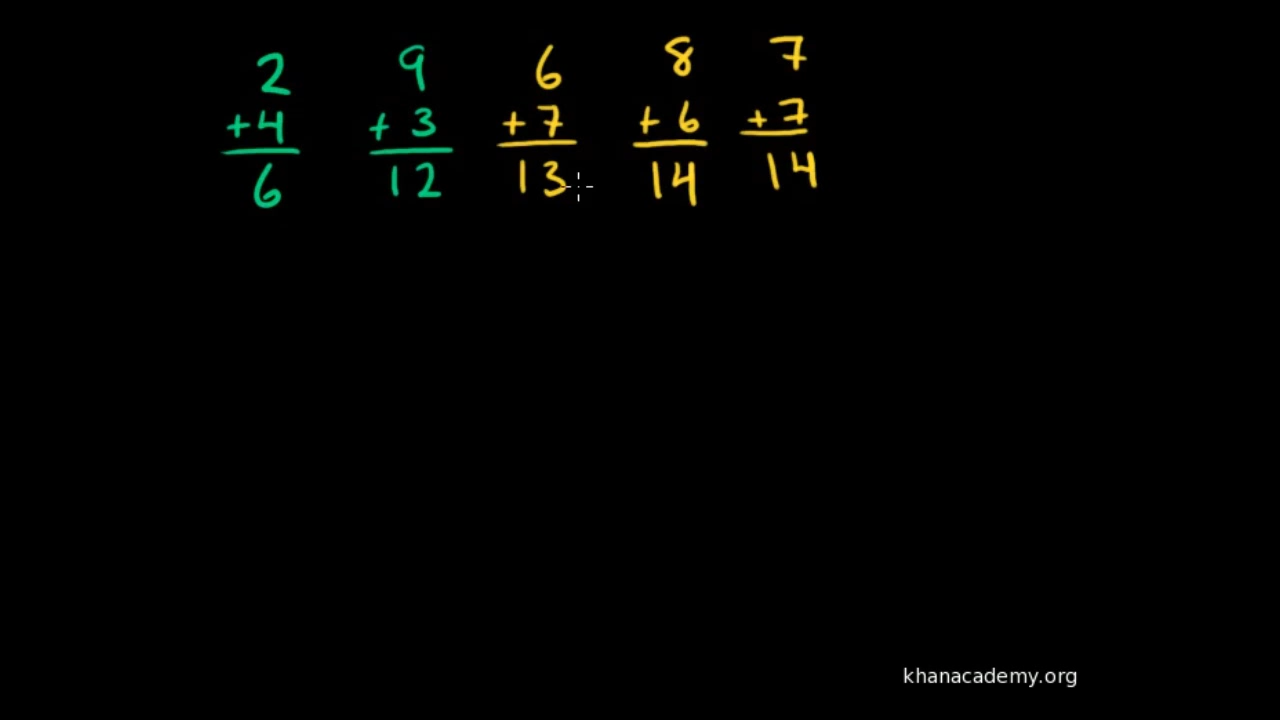 2 9 6 8 7
+4 + 3 + 7 + 6 + 7
6 12 13 14 14
khanacademy.org